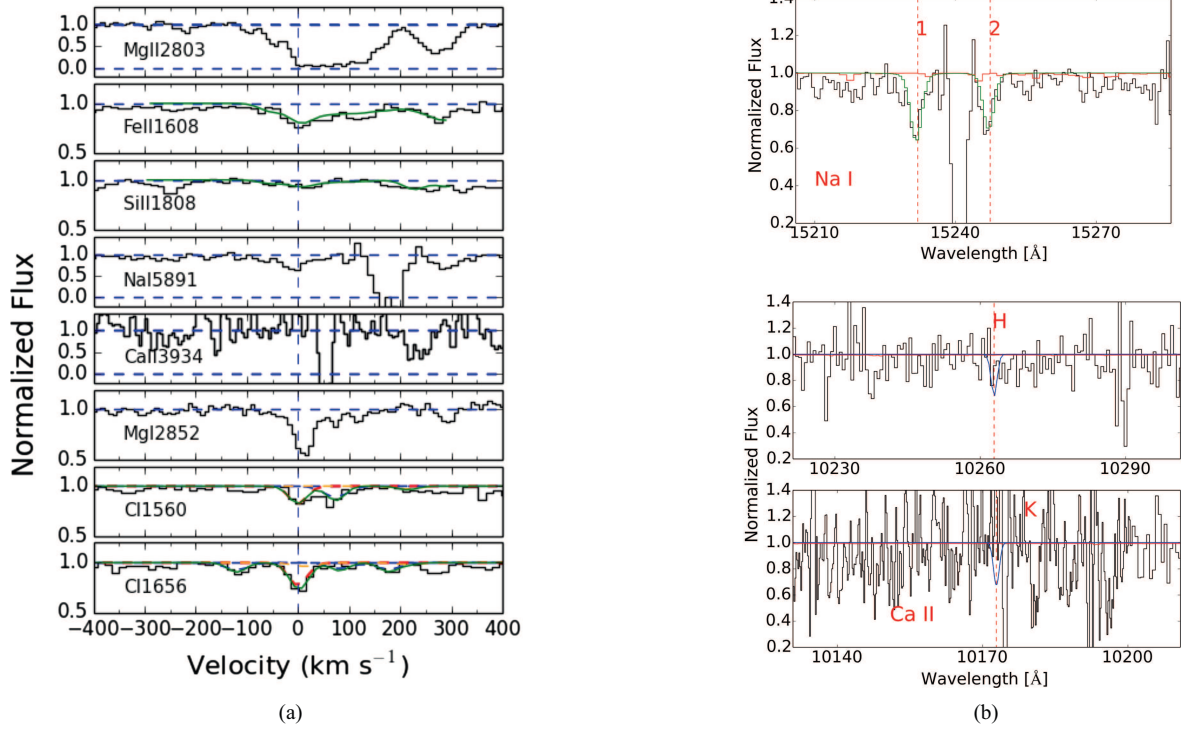 Normalized Flux
1.0
0.5
0.0
MgII2803
1.0
0.5
FeII1608
1.0
0.5
SiII1808
1.0
0.5
0.0
NaI5891
1.0
0.5
0.0
CaII3934
1.0
0.5
MgI2852
1.0
0.5
CI1560
1.0
0.5
CI1656
−400 −300 −200 −100 0 100 200 300 400
Velocity (km s⁻¹)
(a)
Normalized Flux
1.4
1.2
1.0
0.8
0.6
0.4
0.2
1 2
Na I
15210 15240 15270
Wavelength [Å]
Normalized Flux
1.4
1.2
1.0
0.8
0.6
0.4
0.2
H
10230 10260 10290
Normalized Flux
1.4
1.2
1.0
0.8
0.6
0.4
0.2
K
Ca II
10140 10170 10200
Wavelength [Å]
(b)